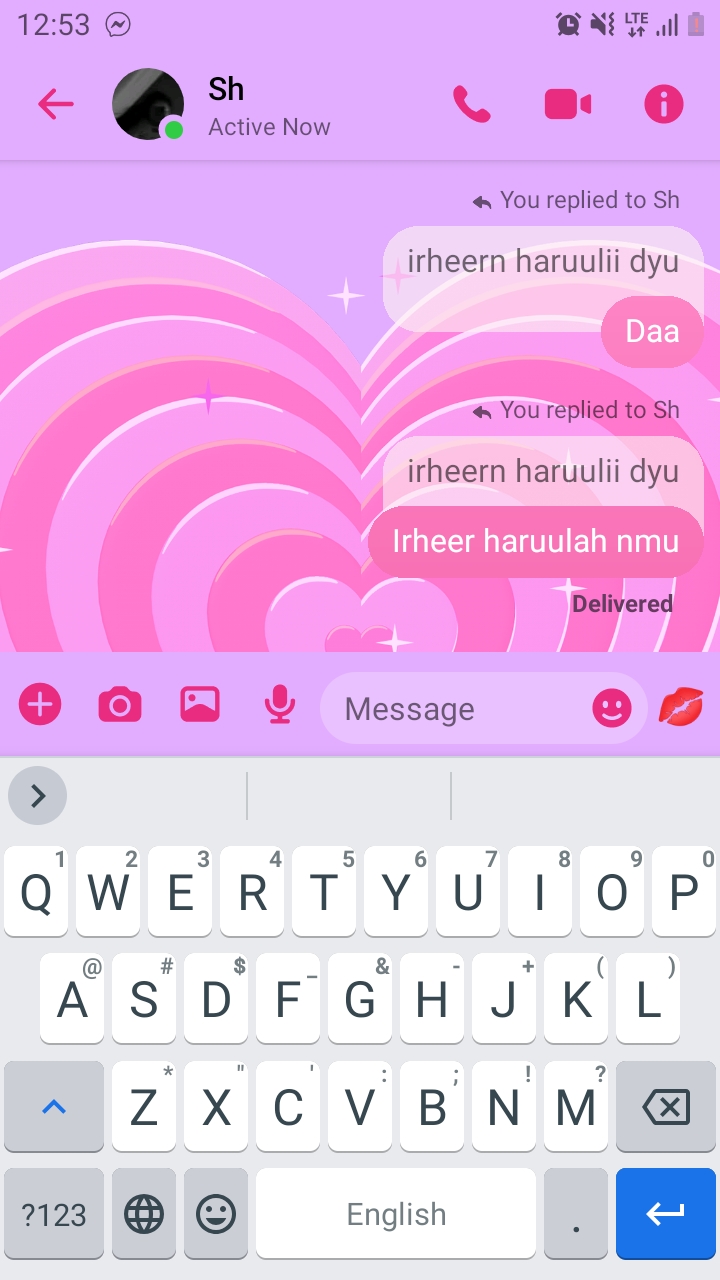 12:53
LTE
Sh
Active Now
You replied to Sh
irheern haruulii dyu
Daa
You replied to Sh
irheern haruulii dyu
Irheer haruulah nmu
Delivered
Message
1 2 3 4 5 6 7 8 9 0
Q W E R T Y U I O P
@ # $ _ & - + ( )
A S D F G H J K L
* " ' : ; ! ?
Z X C V B N M
?123 English .